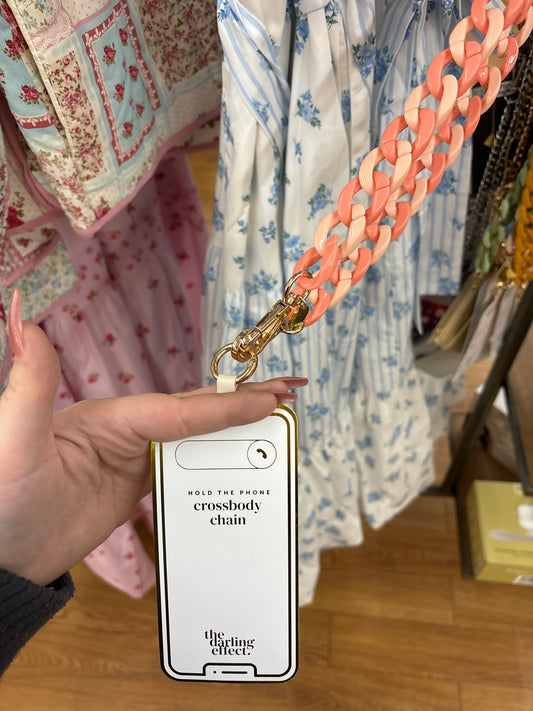 HOLD THE PHONE
crossbody
chain
the
darling
effect.